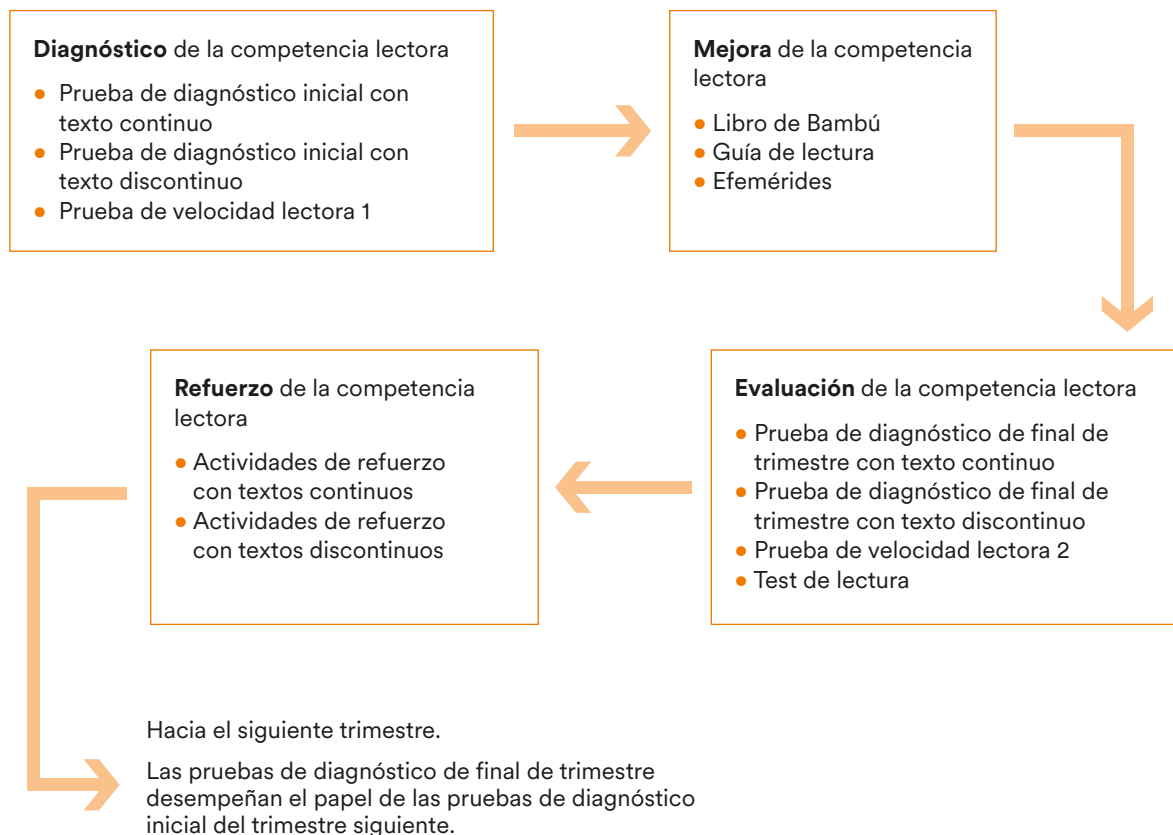 Diagnóstico de la competencia lectora
● Prueba de diagnóstico inicial con
texto continuo
● Prueba de diagnóstico inicial con
texto discontinuo
● Prueba de velocidad lectora 1
Mejora de la competencia
lectora
● Libro de Bambú
● Guía de lectura
● Efemérides
Refuerzo de la competencia
lectora
● Actividades de refuerzo
con textos continuos
● Actividades de refuerzo
con textos discontinuos
Evaluación de la competencia lectora
● Prueba de diagnóstico de final de
trimestre con texto continuo
● Prueba de diagnóstico de final de
trimestre con texto discontinuo
● Prueba de velocidad lectora 2
● Test de lectura
Hacia el siguiente trimestre.
Las pruebas de diagnóstico de final de trimestre
desempeñan el papel de las pruebas de diagnóstico
inicial del trimestre siguiente.